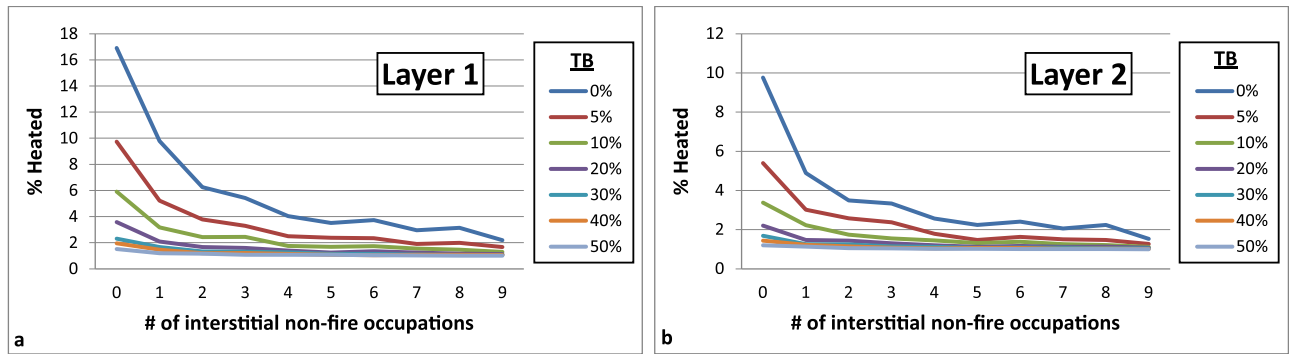 18
16
14
12
10
8
6
4
2
0
% Heated
Layer 1
0 1 2 3 4 5 6 7 8 9
# of interstitial non-fire occupations
a
TB
0%
5%
10%
20%
30%
40%
50%
12
10
8
6
4
2
0
% Heated
Layer 2
0 1 2 3 4 5 6 7 8 9
# of interstitial non-fire occupations
b
TB
0%
5%
10%
20%
30%
40%
50%